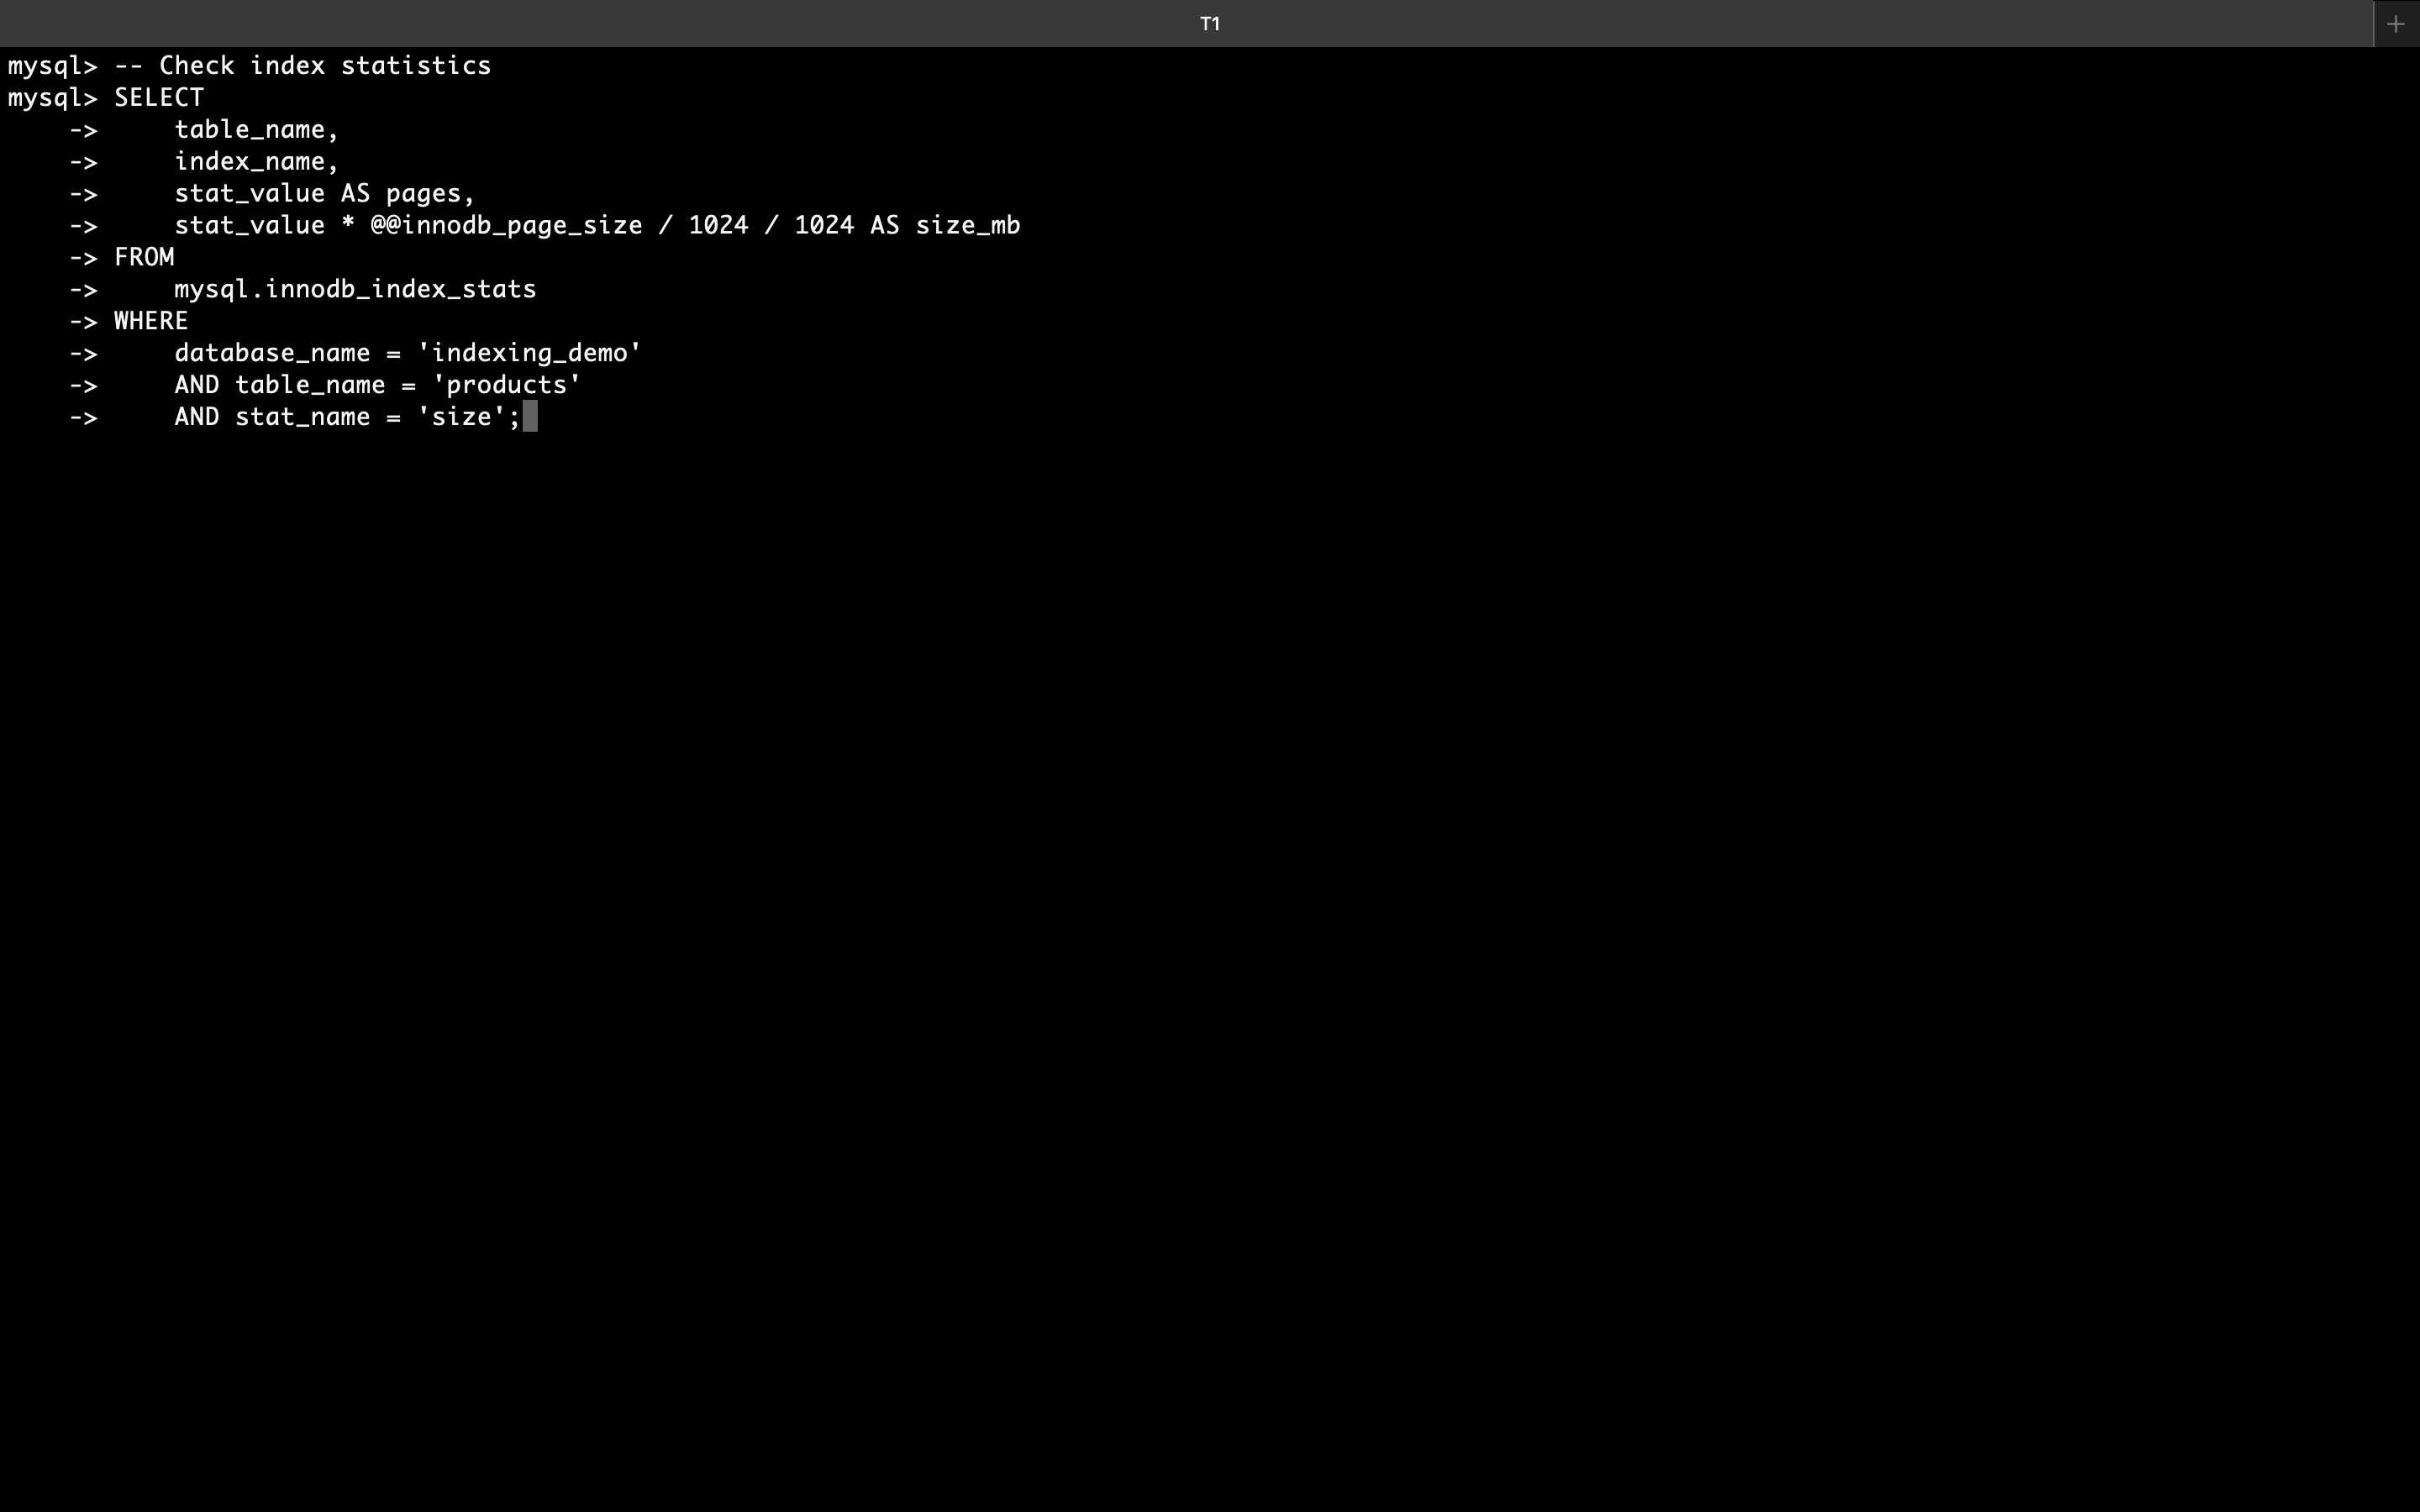 T1
+
mysql> -- Check index statistics
mysql> SELECT
    ->     table_name,
    ->     index_name,
    ->     stat_value AS pages,
    ->     stat_value * @@innodb_page_size / 1024 / 1024 AS size_mb
    -> FROM
    ->     mysql.innodb_index_stats
    -> WHERE
    ->     database_name = 'indexing_demo'
    ->     AND table_name = 'products'
    ->     AND stat_name = 'size';